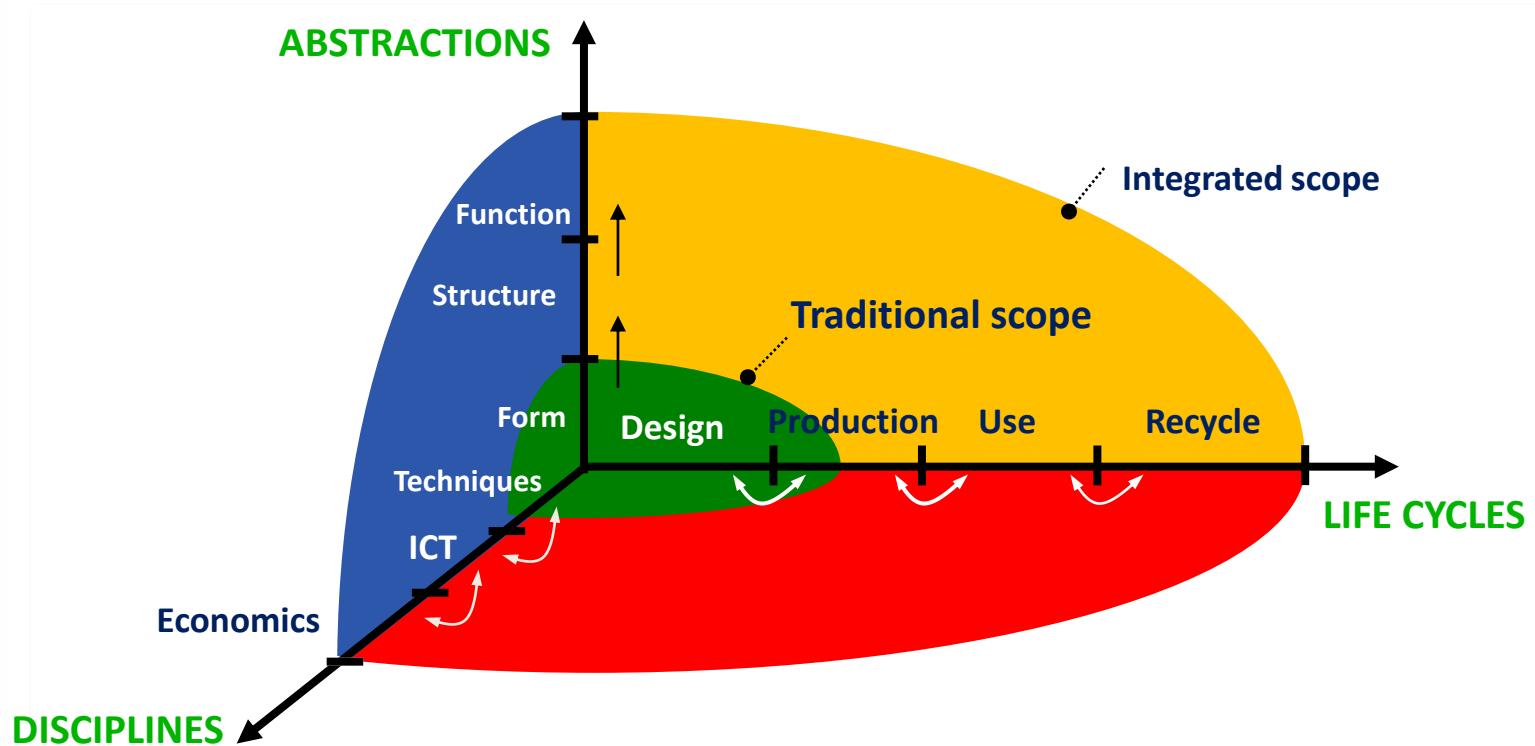 ABSTRACTIONS
Integrated scope
Function
Structure
Traditional scope
Form
Design
Production
Use
Recycle
Techniques
LIFE CYCLES
ICT
Economics
DISCIPLINES